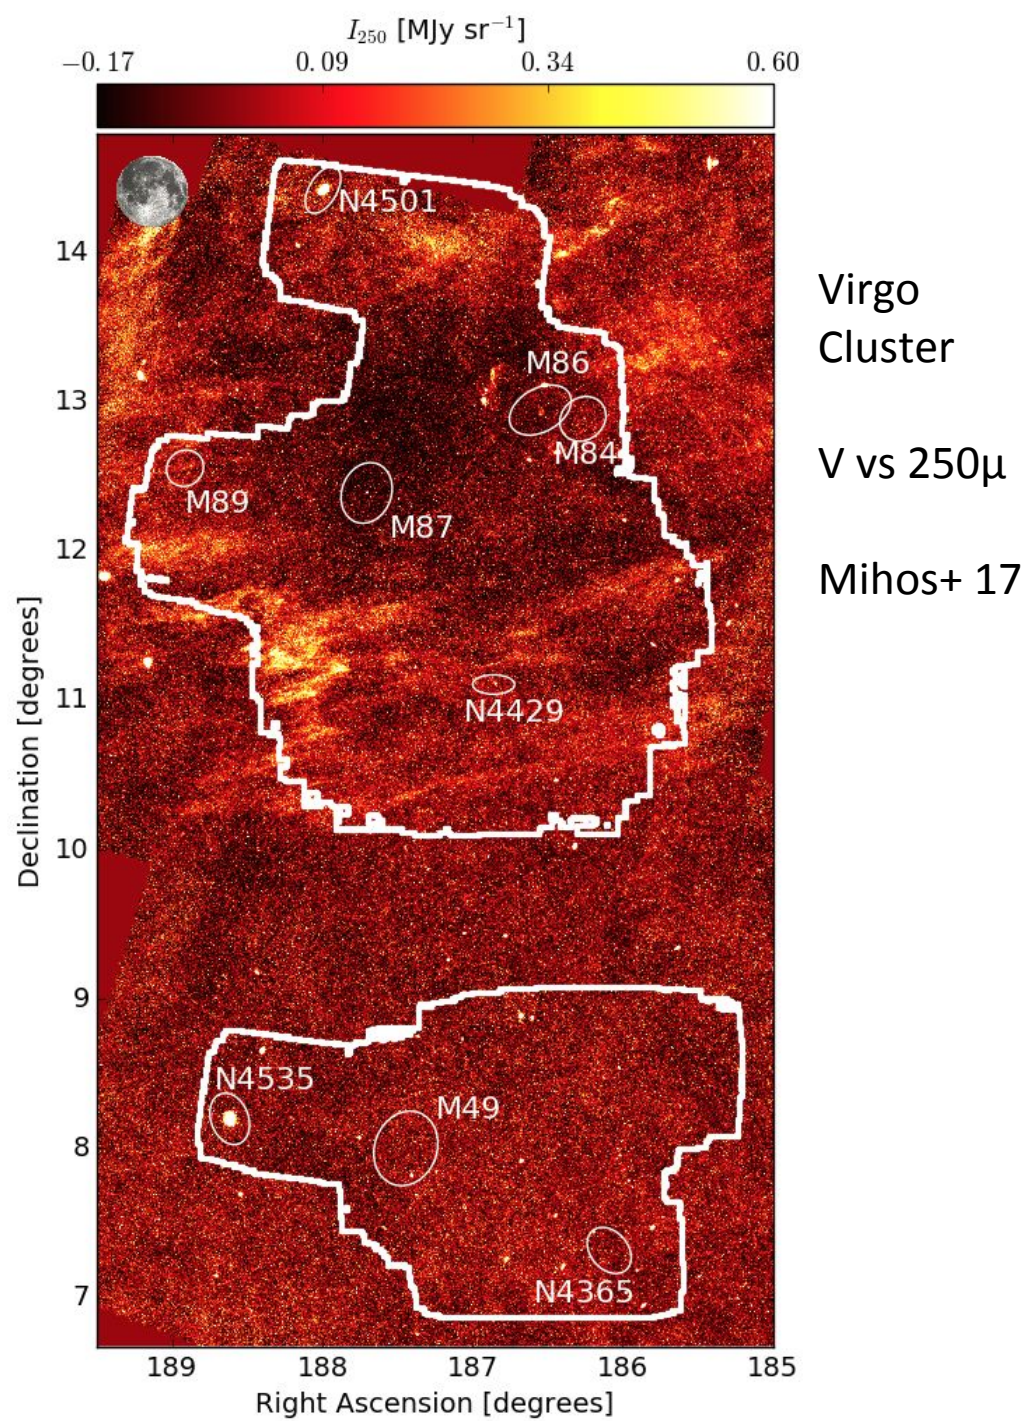 I₂₅₀ [MJy sr⁻¹]
−0.17 0.09 0.34 0.60
N4501
14
M86
13
M84
M89
M87
12
11
N4429
10
9
N4535
M49
8
N4365
7
189 188 187 186 185
Right Ascension [degrees]
Declination [degrees]
Virgo
Cluster
V vs 250μ
Mihos+ 17